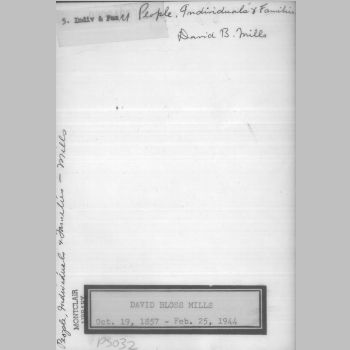 5. Indiv & Fam
People, Individuals & Families
David B. Mills
People, Individuals & Families - Mills
MONTCLAIR
LIBRARY
DAVID BLOSS MILLS
Oct. 19, 1857 - Feb. 25, 1944
PS032